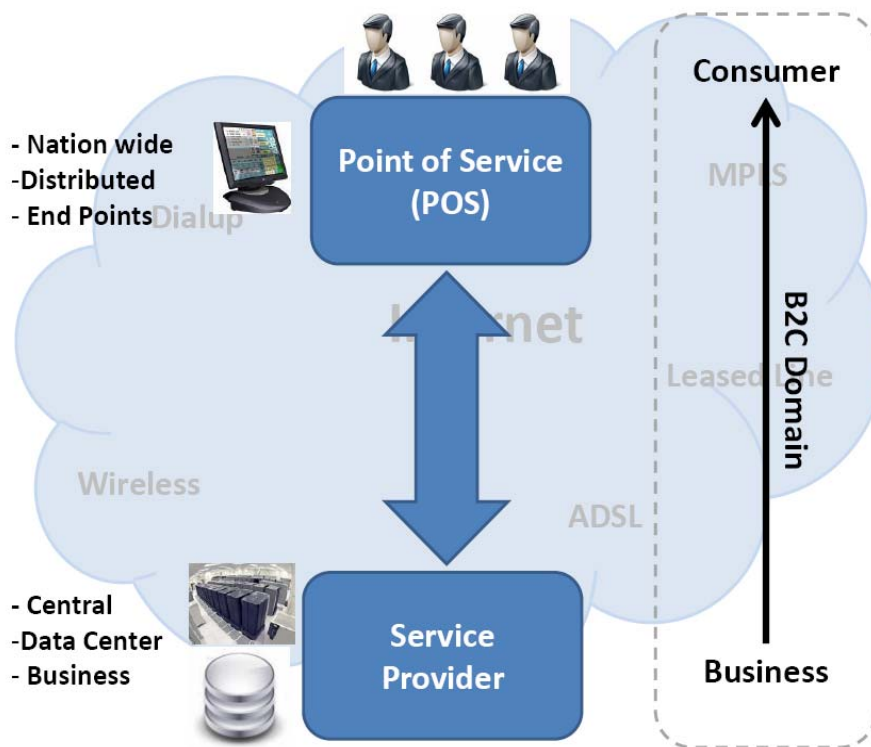 Consumer
Point of Service
(POS)
- Nation wide
-Distributed
- End Points
Dialup
MPLS
Internet
B2C Domain
Leased Line
Wireless
ADSL
- Central
-Data Center
- Business
Service
Provider
Business